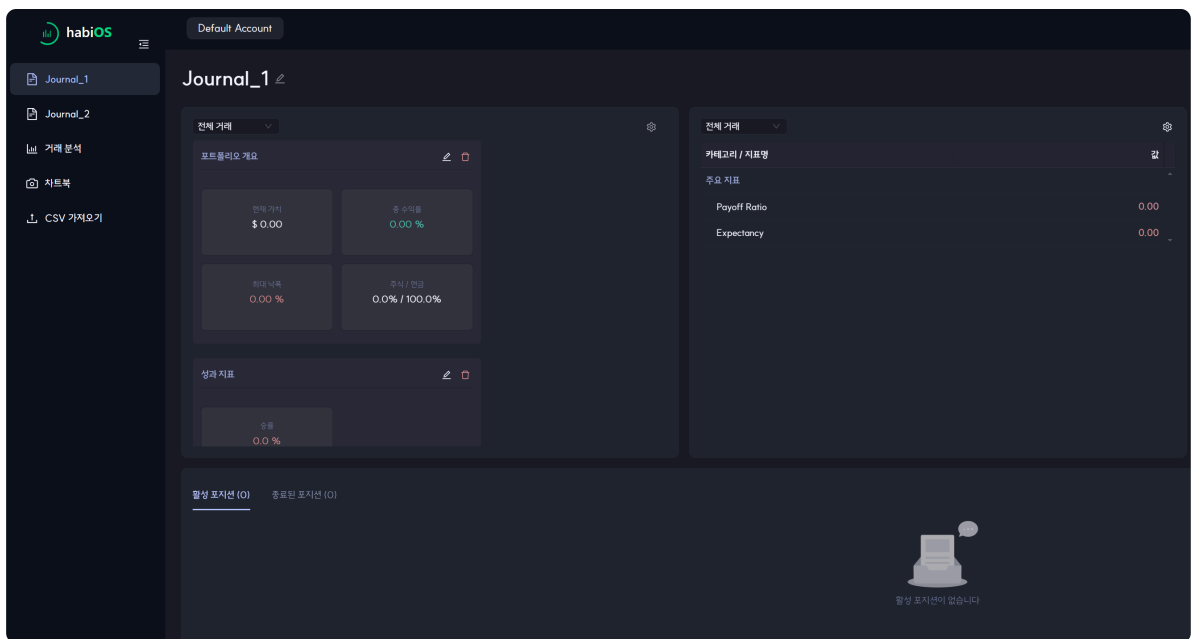 habiOS
Default Account
Journal_1
Journal_2
거래 분석
차트북
CSV 가져오기
Journal_1
전체 거래
포트폴리오 개요
현재 가치
$ 0.00
총 수익률
0.00 %
최대 낙폭
0.00 %
주식 / 현금
0.0% / 100.0%
성과 지표
승률
0.0 %
전체 거래
카테고리 / 지표명
값
주요 지표
Payoff Ratio
0.00
Expectancy
0.00
활성 포지션 (0)
종료된 포지션 (0)
활성 포지션이 없습니다